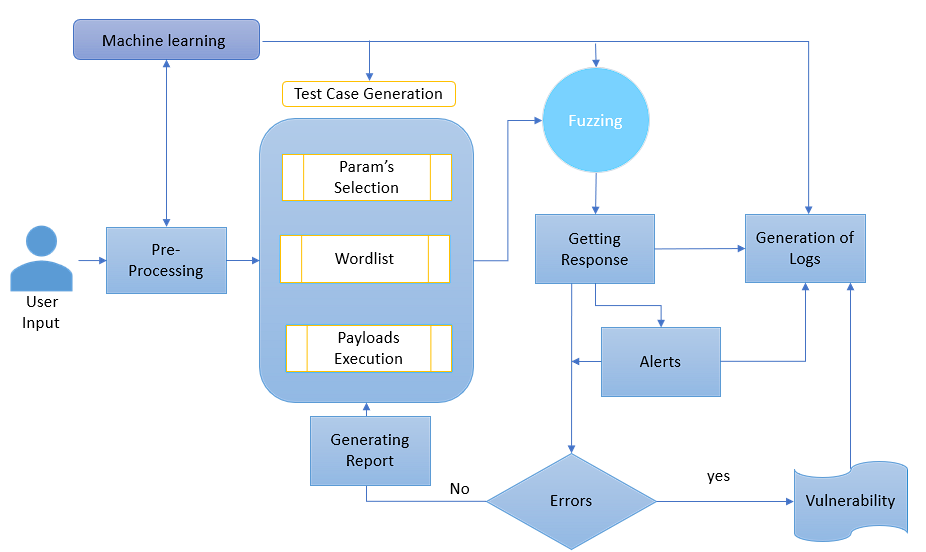 Machine learning
Test Case Generation
Param's
Selection
Wordlist
Payloads
Execution
Fuzzing
User
Input
Pre-
Processing
Getting
Response
Generation of
Logs
Alerts
Generating
Report
No
Errors
yes
Vulnerability